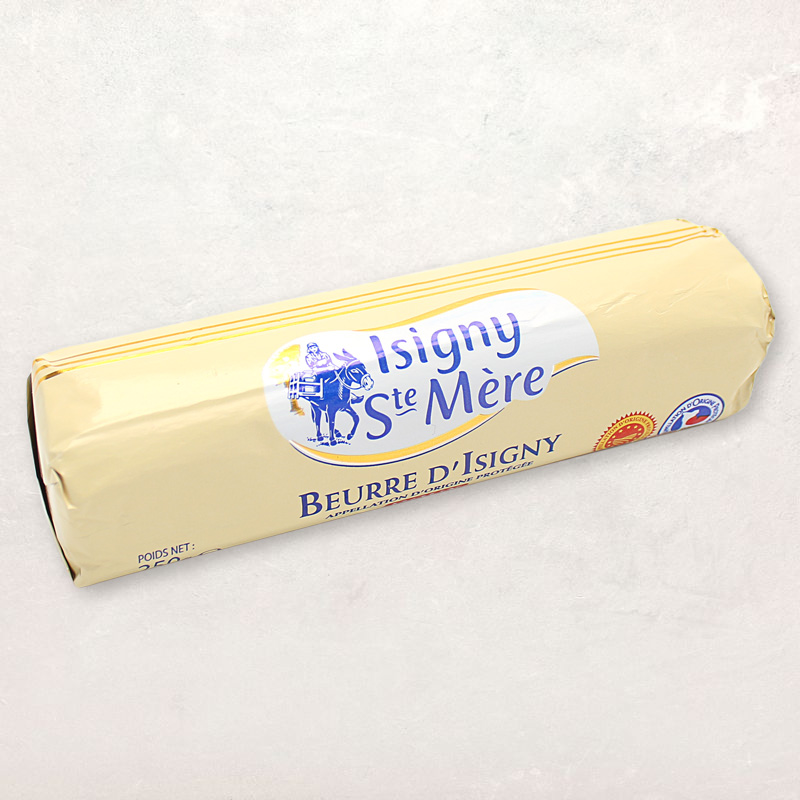 Isigny
Ste Mère
BEURRE D'ISIGNY
APPELLATION D'ORIGINE PROTÉGÉE
POIDS NET :